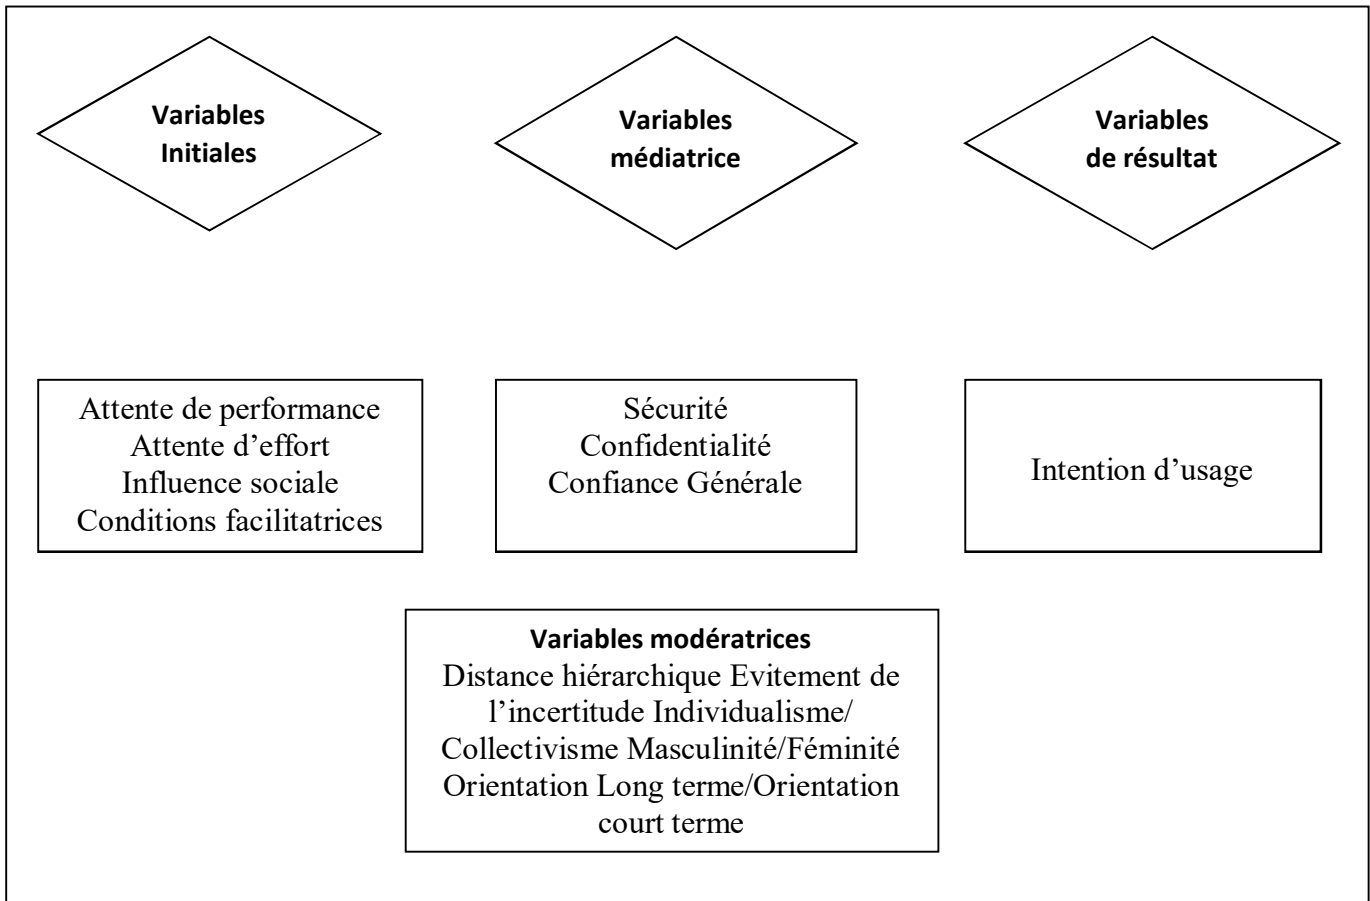 Variables
Initiales
Variables
médiatrice
Variables
de résultat
Attente de performance
Attente d’effort
Influence sociale
Conditions facilitatrices
Sécurité
Confidentialité
Confiance Générale
Intention d’usage
Variables modératrices
Distance hiérarchique Evitement de
l’incertitude Individualisme/
Collectivisme Masculinité/Féminité
Orientation Long terme/Orientation
court terme